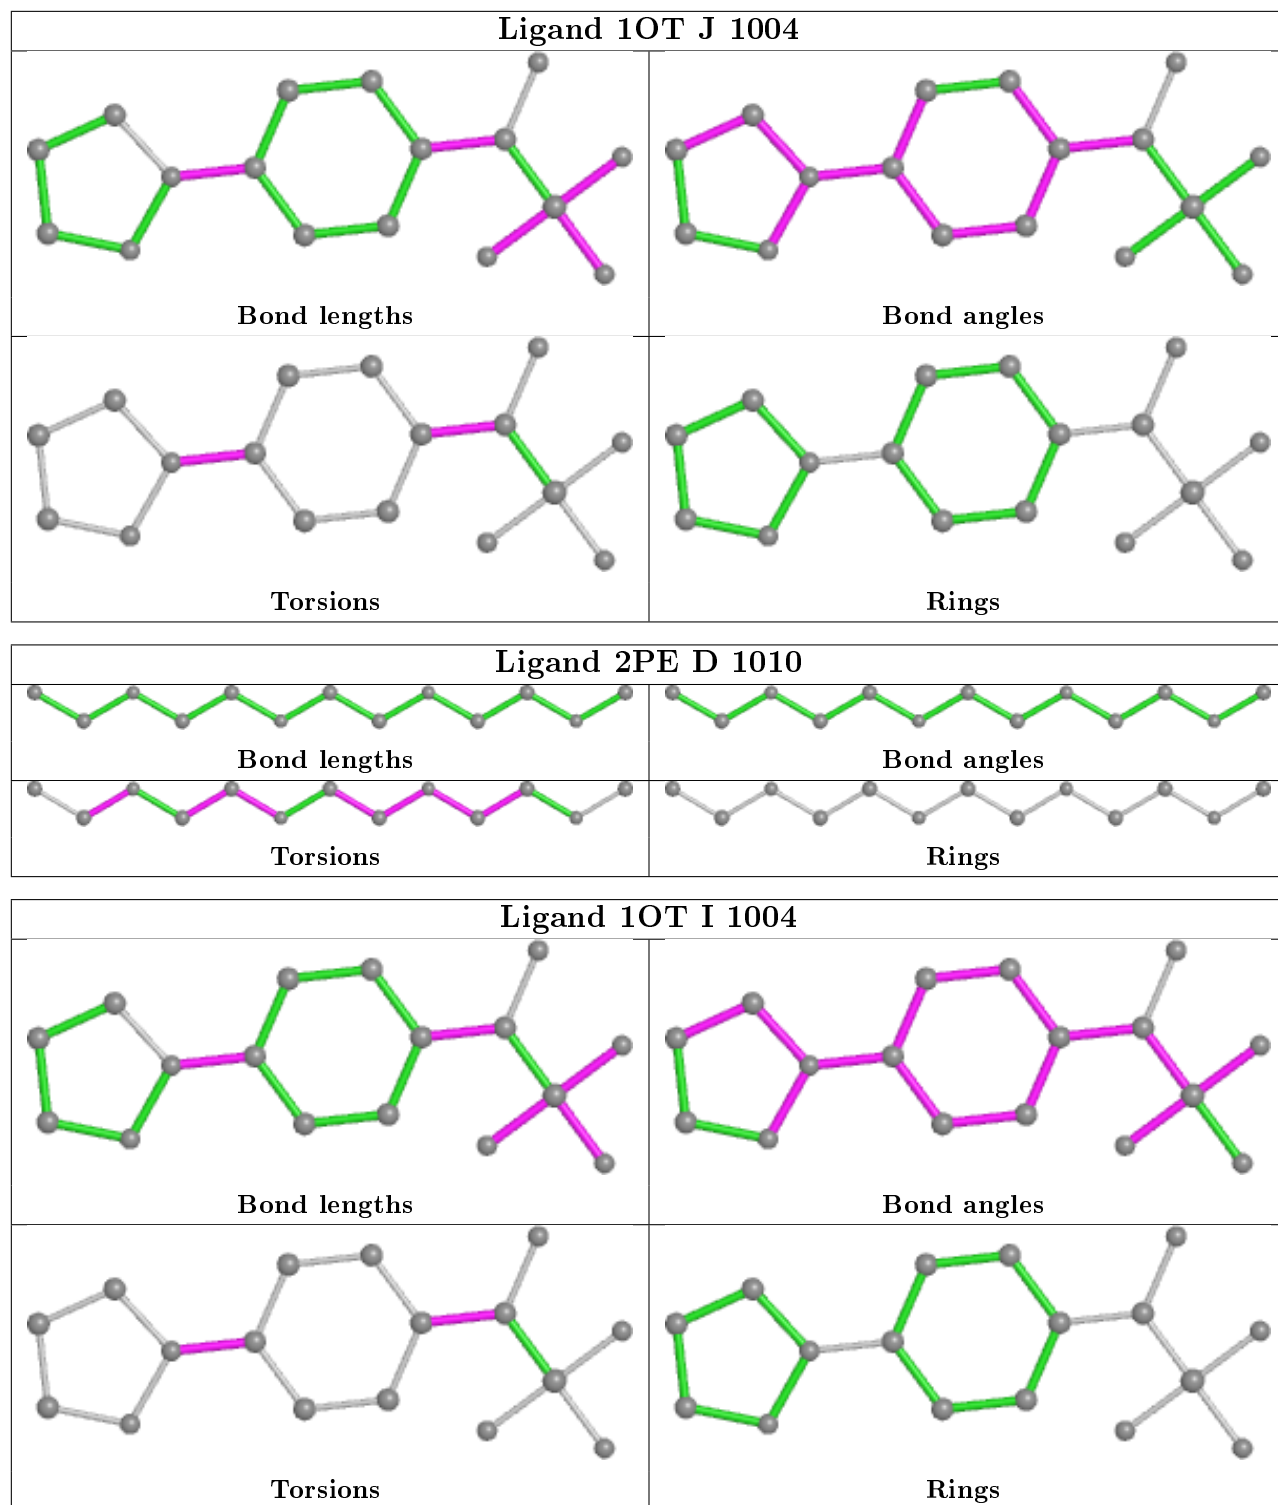 Ligand 1OT J 1004
Bond lengths
Bond angles
Torsions
Rings
Ligand 2PE D 1010
Bond lengths
Bond angles
Torsions
Rings
Ligand 1OT I 1004
Bond lengths
Bond angles
Torsions
Rings